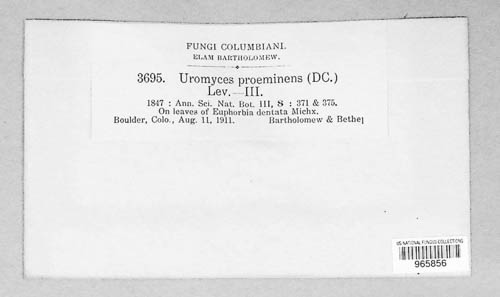 FUNGI COLUMBIANI.
ELAM BARTHOLOMEW.
3695. Uromyces proeminens (DC.)
Lev.—III.
1847 : Ann. Sci. Nat. Bot. III, 8 : 371 & 375.
On leaves of Euphorbia dentata Michx.
Boulder, Colo., Aug. 11, 1911. Bartholomew & Bethel
US NATIONAL FUNGUS COLLECTIONS
965856